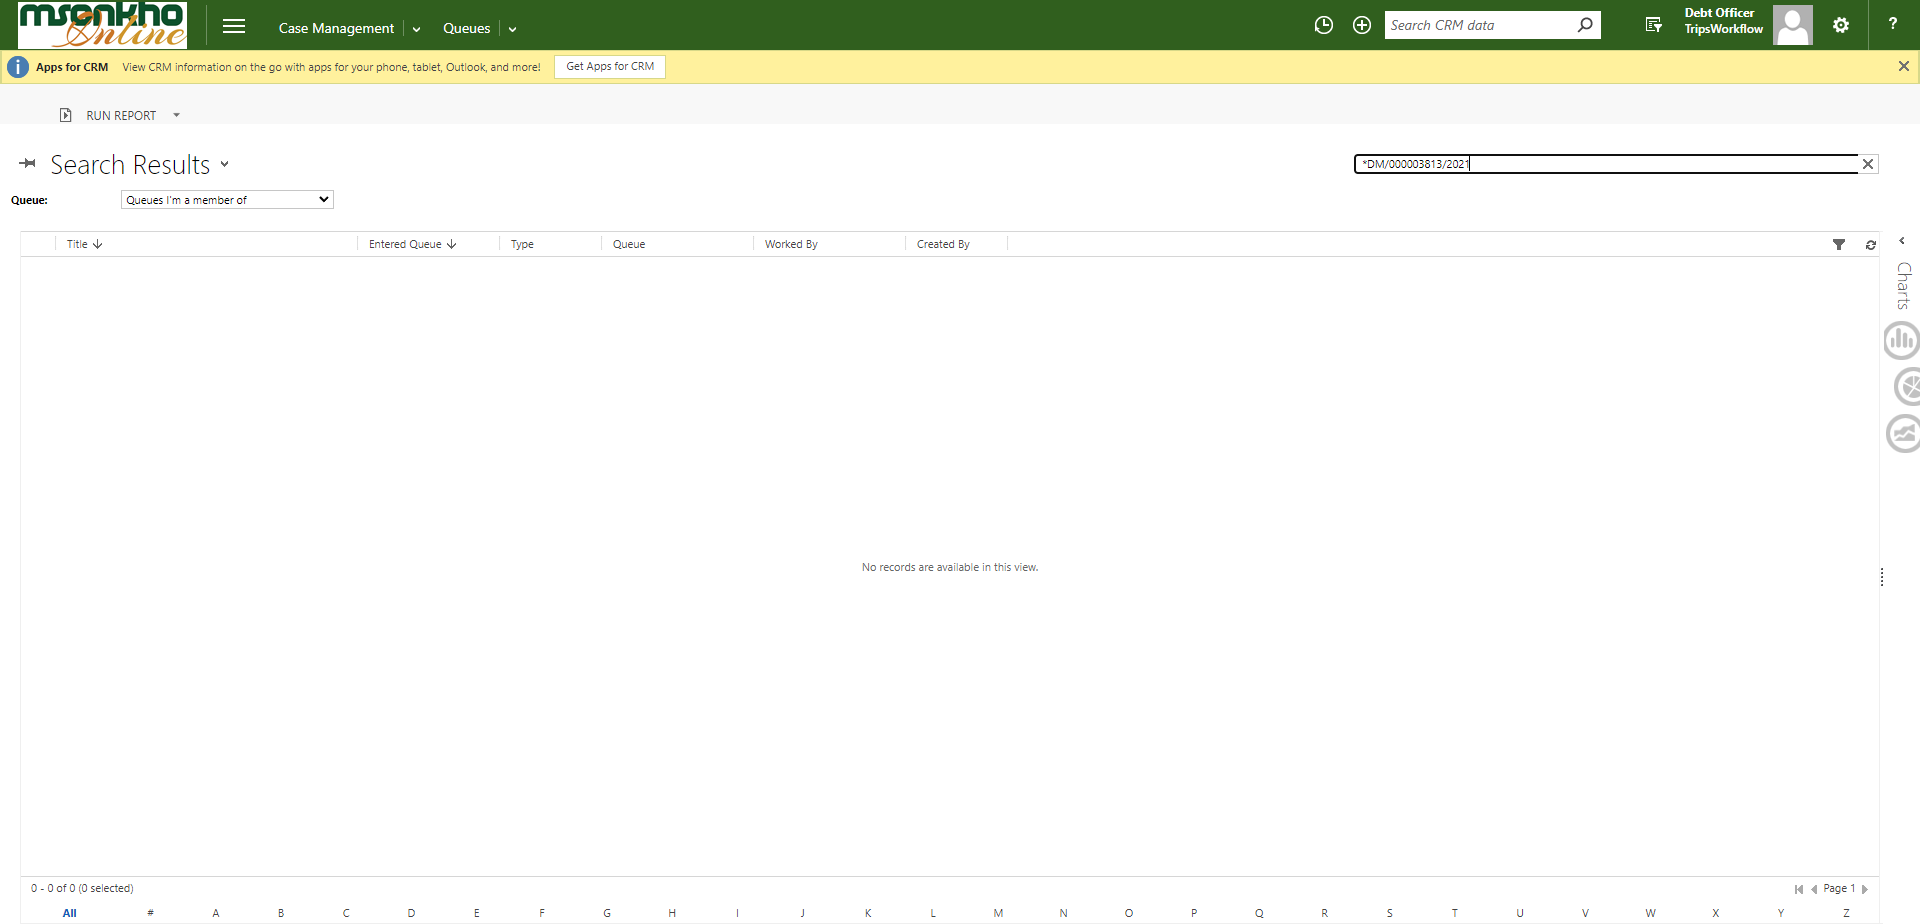 msonkho
Online
Case Management
Queues
Search CRM data
Debt Officer
TripsWorkflow
?
Apps for CRM View CRM information on the go with apps for your phone, tablet, Outlook, and more! Get Apps for CRM
RUN REPORT
Search Results
*DM/000003813/2021
Queue: Queues I'm a member of
Title Entered Queue Type Queue Worked By Created By
Charts
No records are available in this view.
0 - 0 of 0 (0 selected) Page 1
All # A B C D E F G H I J K L M N O P Q R S T U V W X Y Z